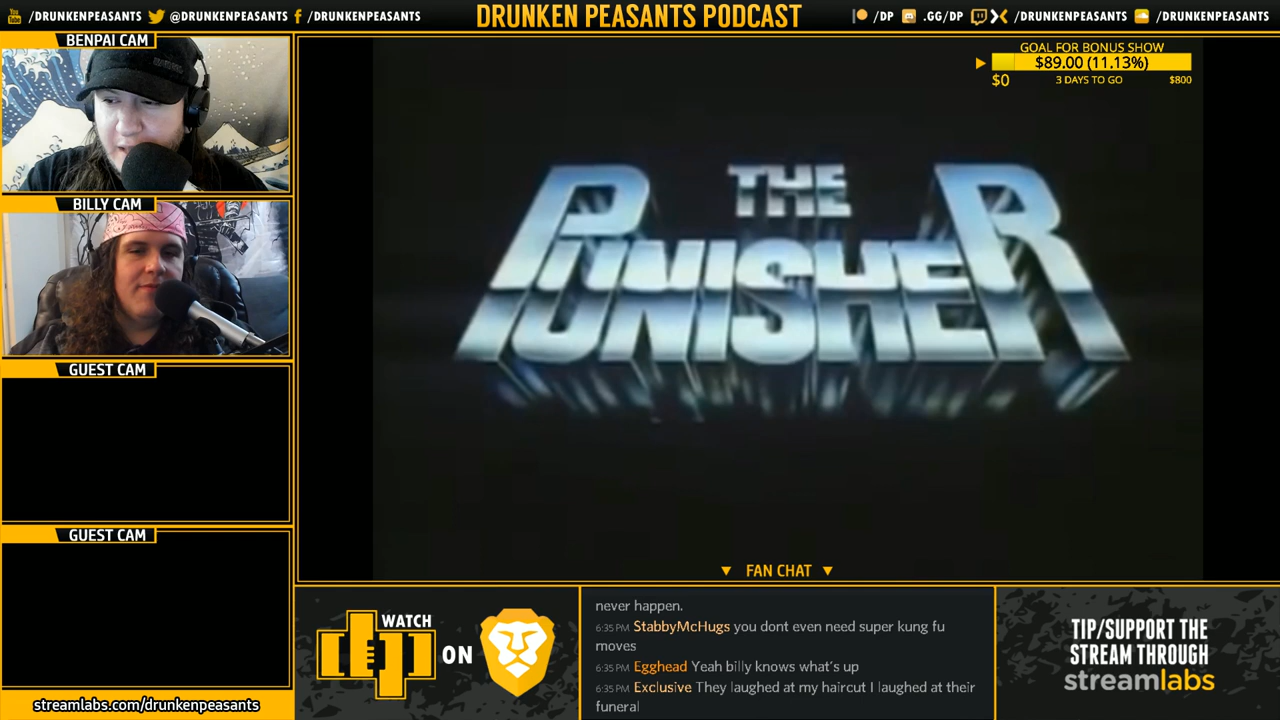 /DRUNKENPEASANTS @DRUNKENPEASANTS /DRUNKENPEASANTS
DRUNKEN PEASANTS PODCAST
/DP .GG/DP /DRUNKENPEASANTS /DRUNKENPEASANTS
BENPAI CAM
GOAL FOR BONUS SHOW
$89.00 (11.13%)
$0 3 DAYS TO GO $800
THE
PUNISHER
BILLY CAM
GUEST CAM
GUEST CAM
FAN CHAT
WATCH
ON
never happen.
6:35 PM StabbyMcHugs you dont even need super kung fu
moves
6:35 PM Egghead Yeah billy knows what's up
6:35 PM Exclusive They laughed at my haircut I laughed at their
funeral
TIP/SUPPORT THE
STREAM THROUGH
streamlabs
streamlabs.com/drunkenpeasants